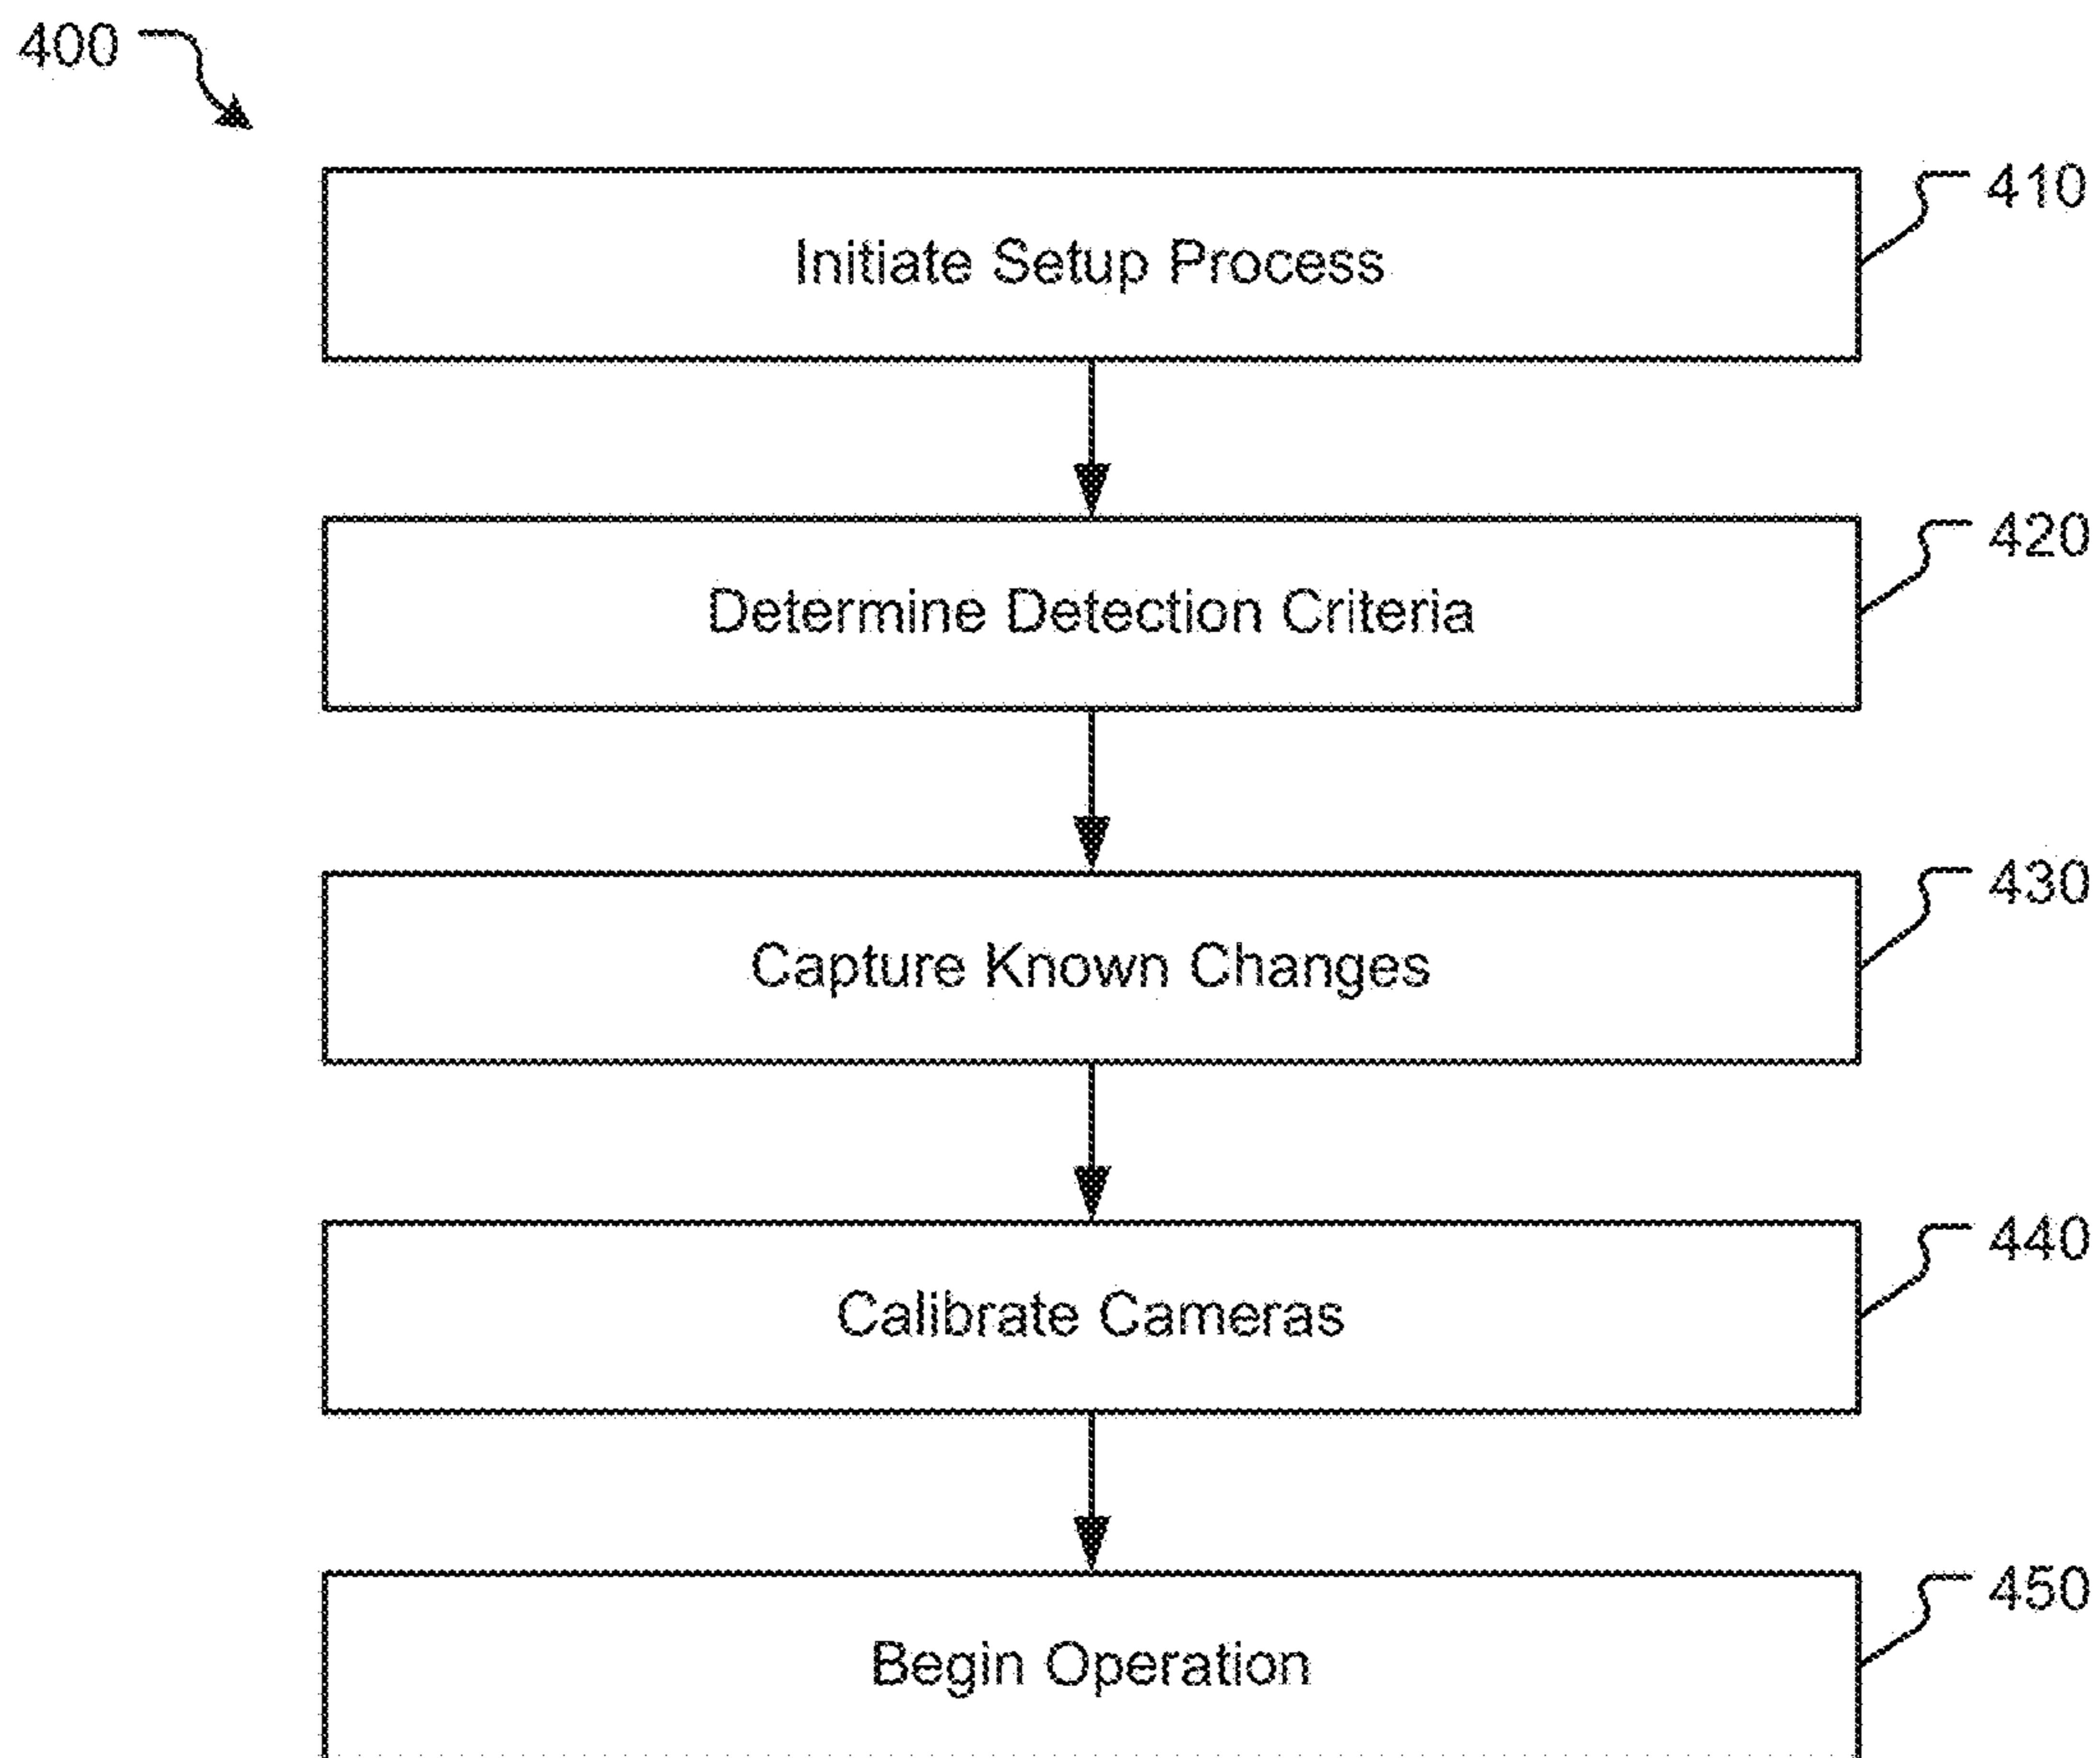 400
Initiate Setup Process
410
Determine Detection Criteria
420
Capture Known Changes
430
Calibrate Cameras
440
Begin Operation
450